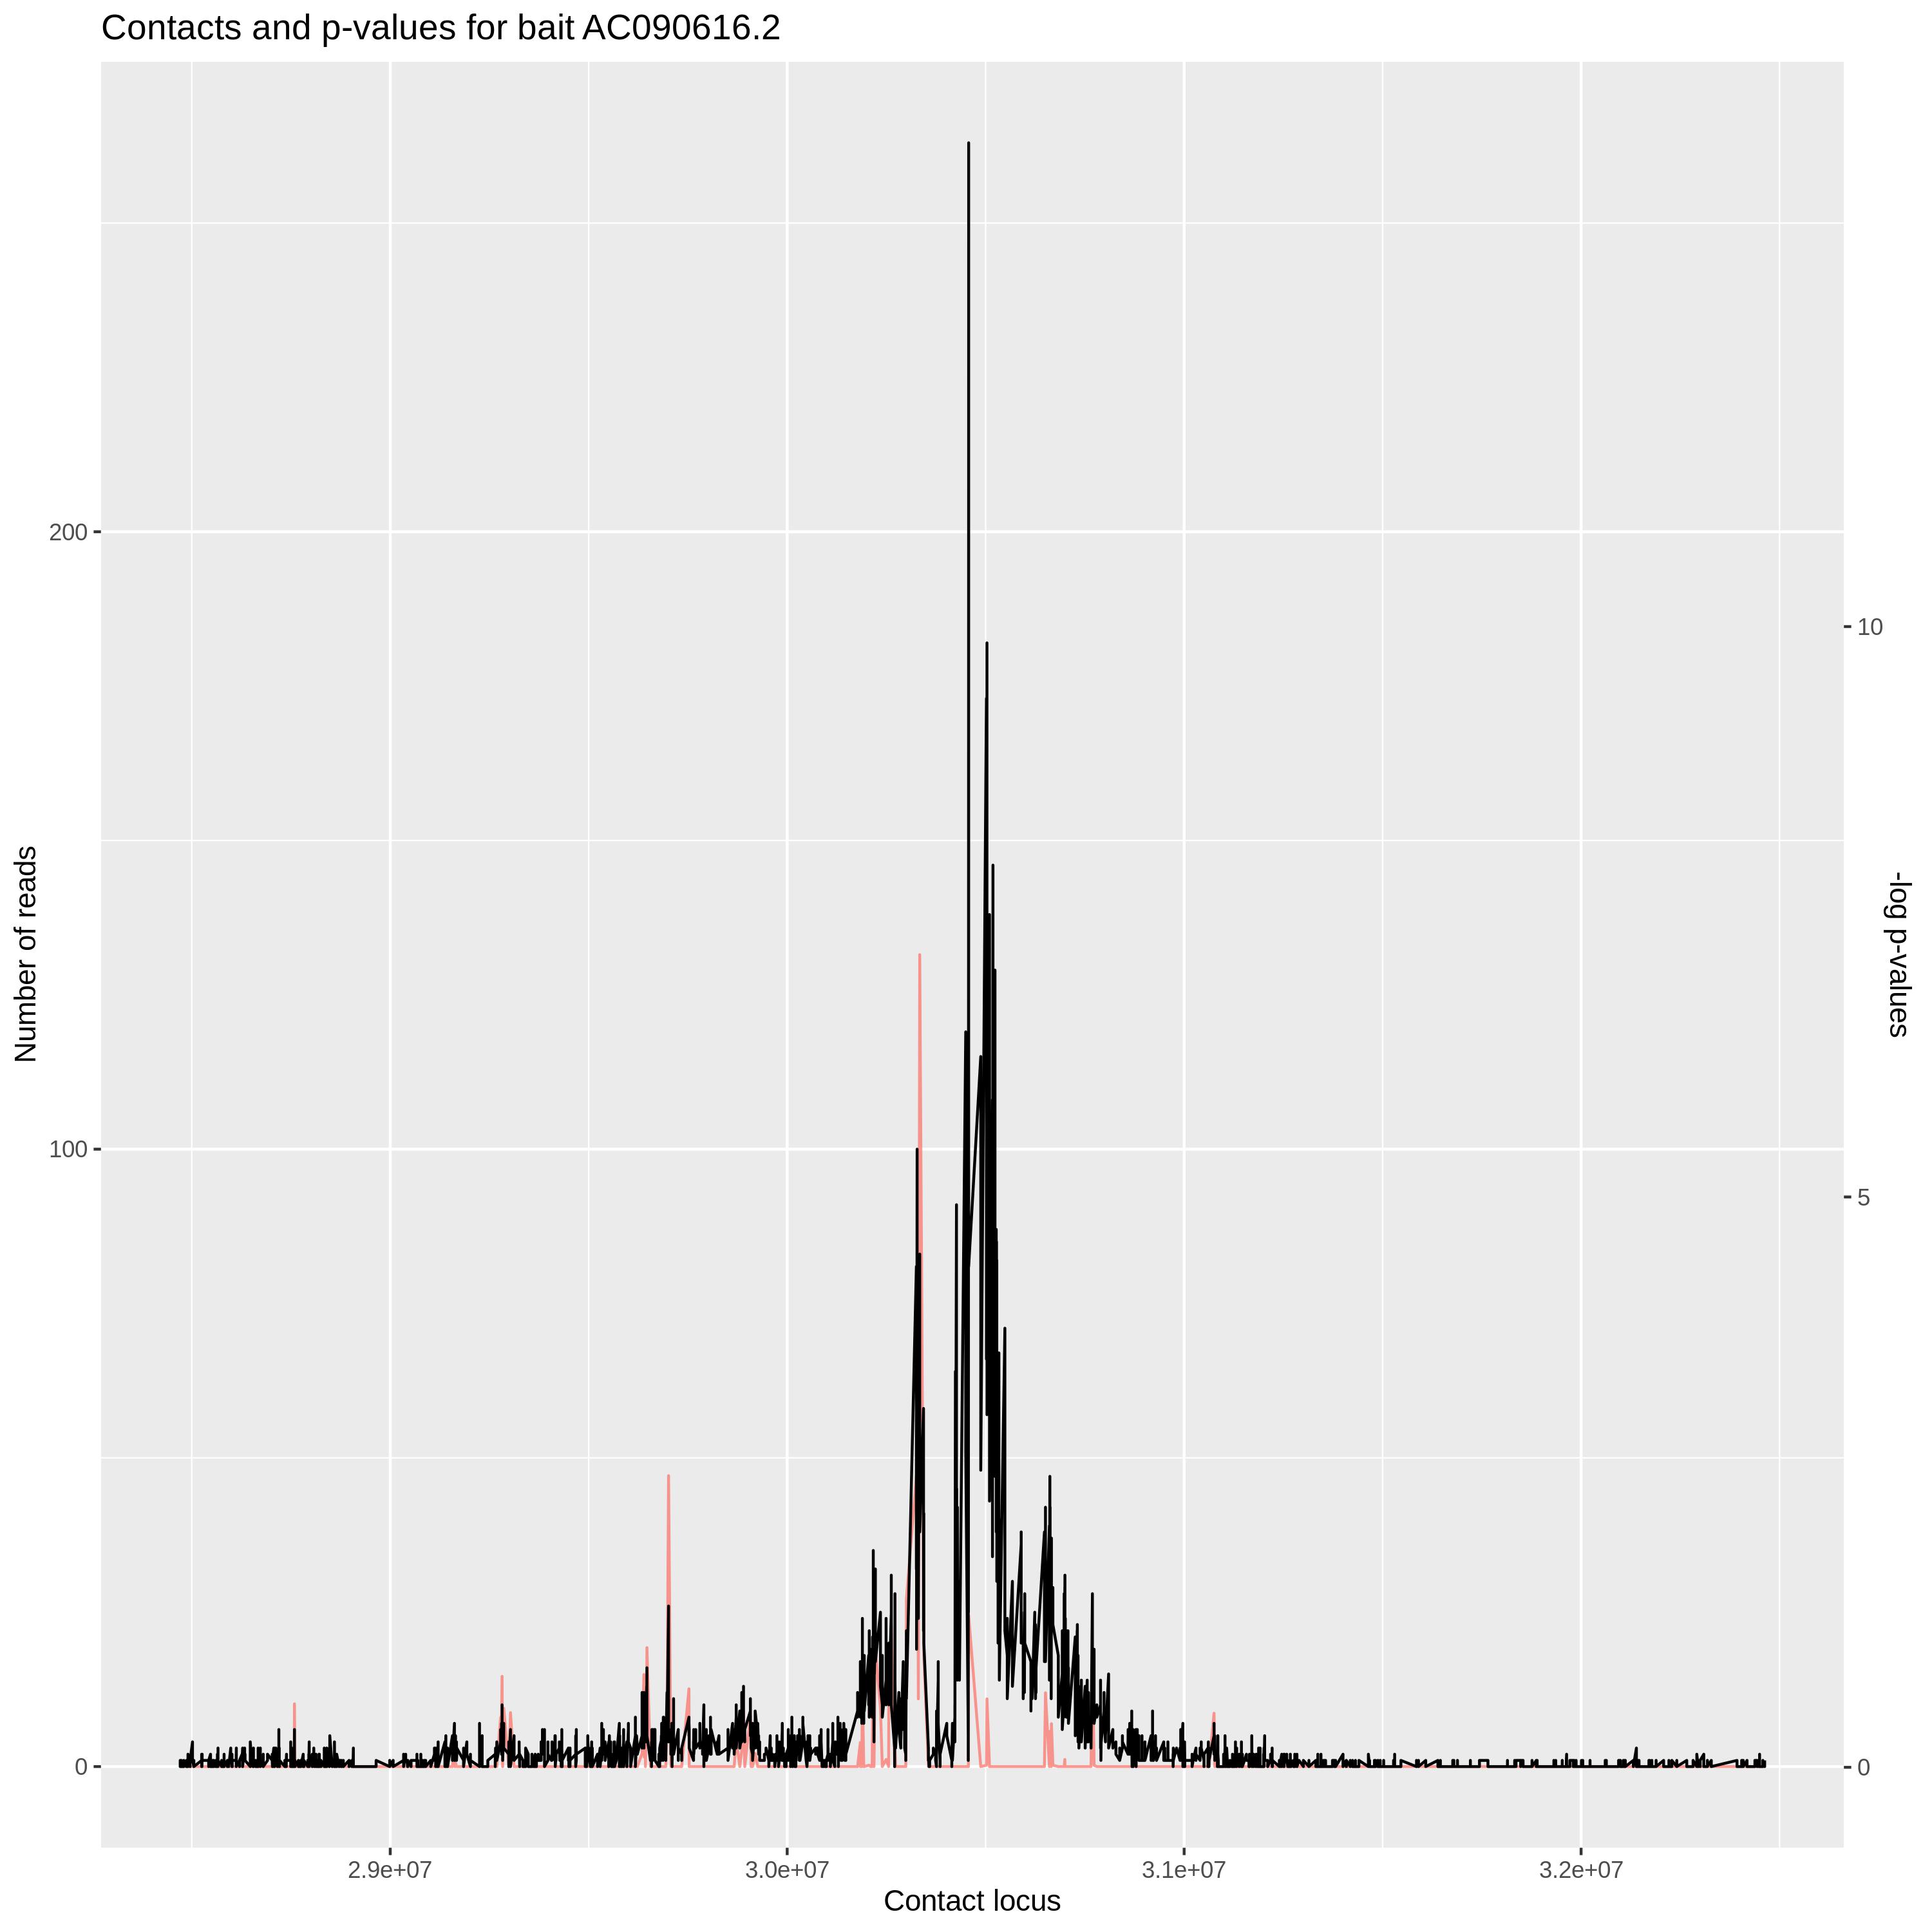 Contacts and p-values for bait AC090616.2
Number of reads
200
100
0
10
5
0
-log p-values
2.9e+07 3.0e+07 3.1e+07 3.2e+07
Contact locus